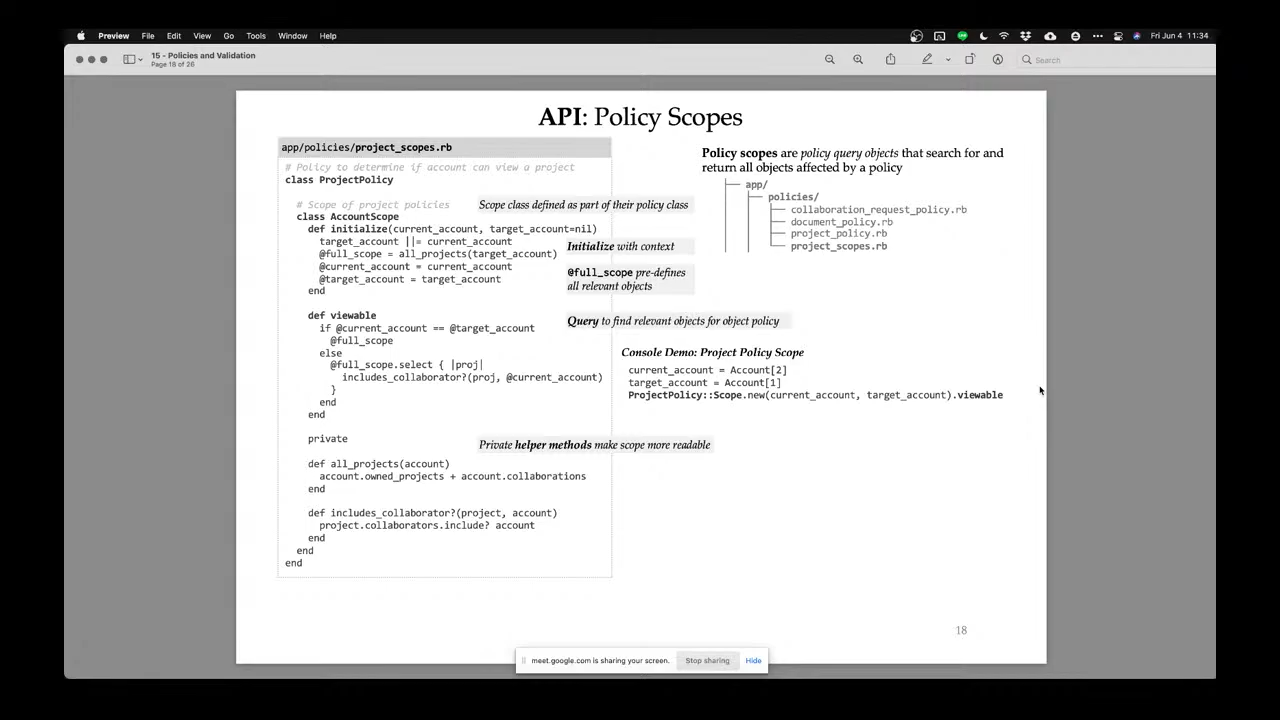 Preview File Edit View Go Tools Window Help
Fri Jun 4 11:34
15 - Policies and Validation
Page 18 of 26
Search
API: Policy Scopes
app/policies/project_scopes.rb
# Policy to determine if account can view a project
class ProjectPolicy
# Scope of project policies
class AccountScope
def initialize(current_account, target_account=nil)
target_account ||= current_account
@full_scope = all_projects(target_account)
@current_account = current_account
@target_account = target_account
end
def viewable
if @current_account == @target_account
@full_scope
else
@full_scope.select { |proj|
includes_collaborator?(proj, @current_account)
}
end
end
private
def all_projects(account)
account.owned_projects + account.collaborations
end
def includes_collaborator?(project, account)
project.collaborators.include? account
end
end
end
Scope class defined as part of their policy class
Initialize with context
@full_scope pre-defines
all relevant objects
Query to find relevant objects for object policy
Private helper methods make scope more readable
Policy scopes are policy query objects that search for and
return all objects affected by a policy
app/
policies/
collaboration_request_policy.rb
document_policy.rb
project_policy.rb
project_scopes.rb
Console Demo: Project Policy Scope
current_account = Account[2]
target_account = Account[1]
ProjectPolicy::Scope.new(current_account, target_account).viewable
18
meet.google.com is sharing your screen. Stop sharing Hide